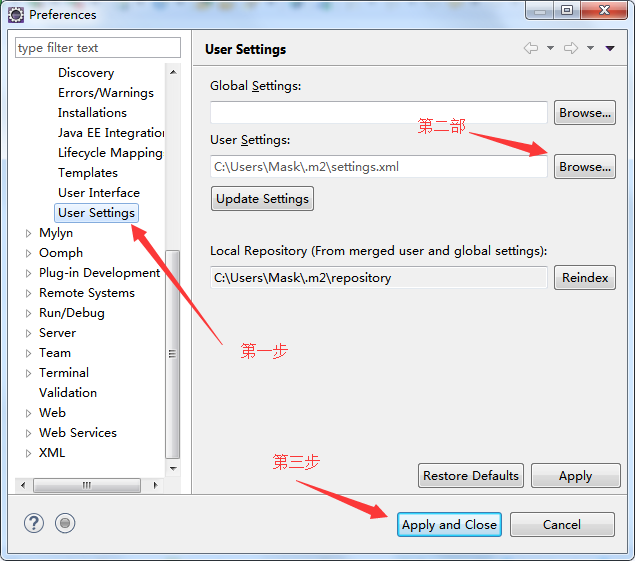 Preferences
type filter text
User Settings
Discovery
Errors/Warnings
Installations
Java EE Integration
Lifecycle Mappings
Templates
User Interface
User Settings
Mylyn
Oomph
Plug-in Development
Remote Systems
Run/Debug
Server
Team
Terminal
Validation
Web
Web Services
XML
Global Settings:
Browse...
第二部
User Settings:
C:\Users\Mask\.m2\settings.xml
Browse...
Update Settings
Local Repository (From merged user and global settings):
C:\Users\Mask\.m2\repository
Reindex
第一步
第三步
Restore Defaults
Apply
?
Apply and Close
Cancel